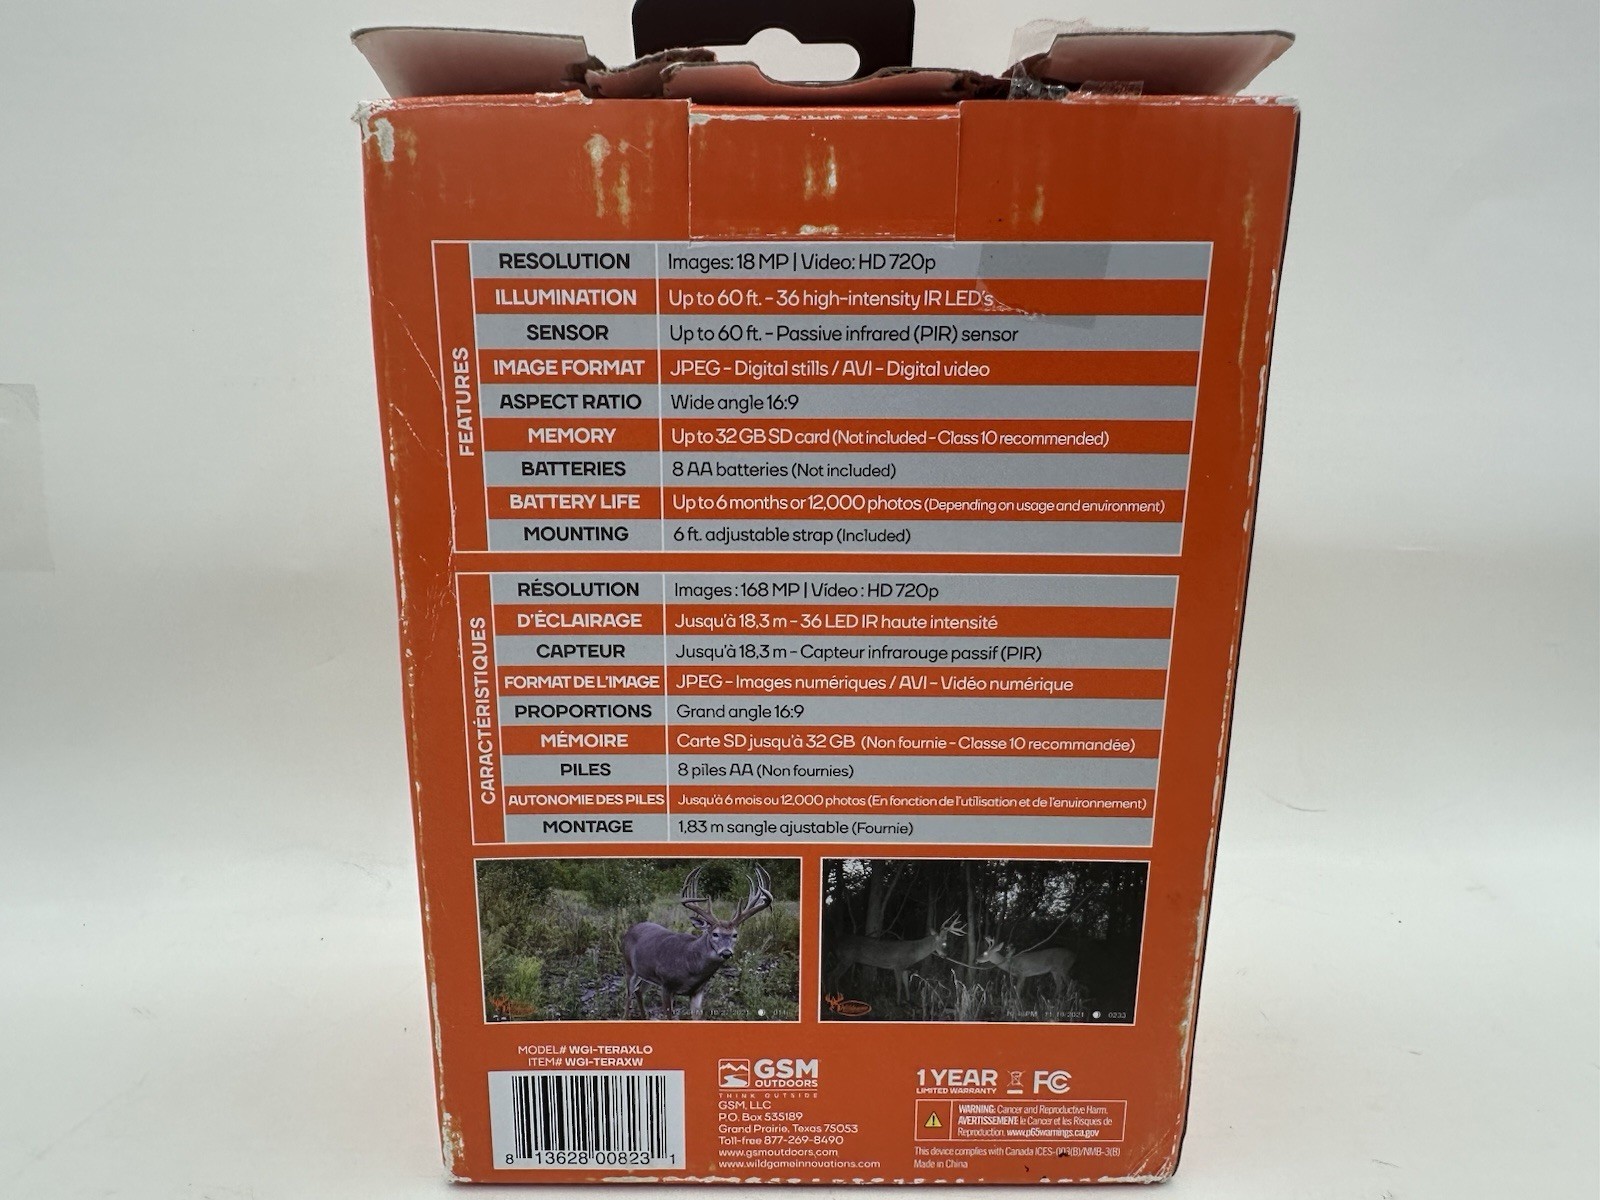 FEATURES
RESOLUTION Images: 18 MP | Video: HD 720p
ILLUMINATION Up to 60 ft. - 36 high-intensity IR LED's
SENSOR Up to 60 ft. - Passive infrared (PIR) sensor
IMAGE FORMAT JPEG - Digital stills / AVI - Digital video
ASPECT RATIO Wide angle 16:9
MEMORY Up to 32 GB SD card (Not included - Class 10 recommended)
BATTERIES 8 AA batteries (Not included)
BATTERY LIFE Up to 6 months or 12,000 photos (Depending on usage and environment)
MOUNTING 6 ft. adjustable strap (Included)
CARACTÉRISTIQUES
RÉSOLUTION Images : 168 MP | Vídeo : HD 720p
D'ÉCLAIRAGE Jusqu'à 18,3 m - 36 LED IR haute intensité
CAPTEUR Jusqu'à 18,3 m - Capteur infrarouge passif (PIR)
FORMAT DE L'IMAGE JPEG - Images numériques / AVI - Vidéo numérique
PROPORTIONS Grand angle 16:9
MÉMOIRE Carte SD jusqu'à 32 GB (Non fournie - Classe 10 recommandée)
PILES 8 piles AA (Non fournies)
AUTONOMIE DES PILES Jusqu'à 6 mois ou 12,000 photos (En fonction de l'utilisation et de l'environnement)
MONTAGE 1,83 m sangle ajustable (Fournie)
11/19/2021 0233
MODEL# WGI-TERAXLO
ITEM# WGI-TERAXW
8 13628 00823 1
GSM
OUTDOORS
THINK OUTSIDE
GSM, LLC
P.O. Box 535189
Grand Prairie, Texas 75053
Toll-free 877-269-8490
www.gsmoutdoors.com
www.wildgameinnovations.com
1 YEAR
LIMITED WARRANTY
FC
WARNING: Cancer and Reproductive Harm.
AVERTISSEMENT: le Cancer et les Risques de
Reproduction. www.p65warnings.ca.gov
This device complies with Canada ICES-003(B)/NMB-3(B)
Made in China